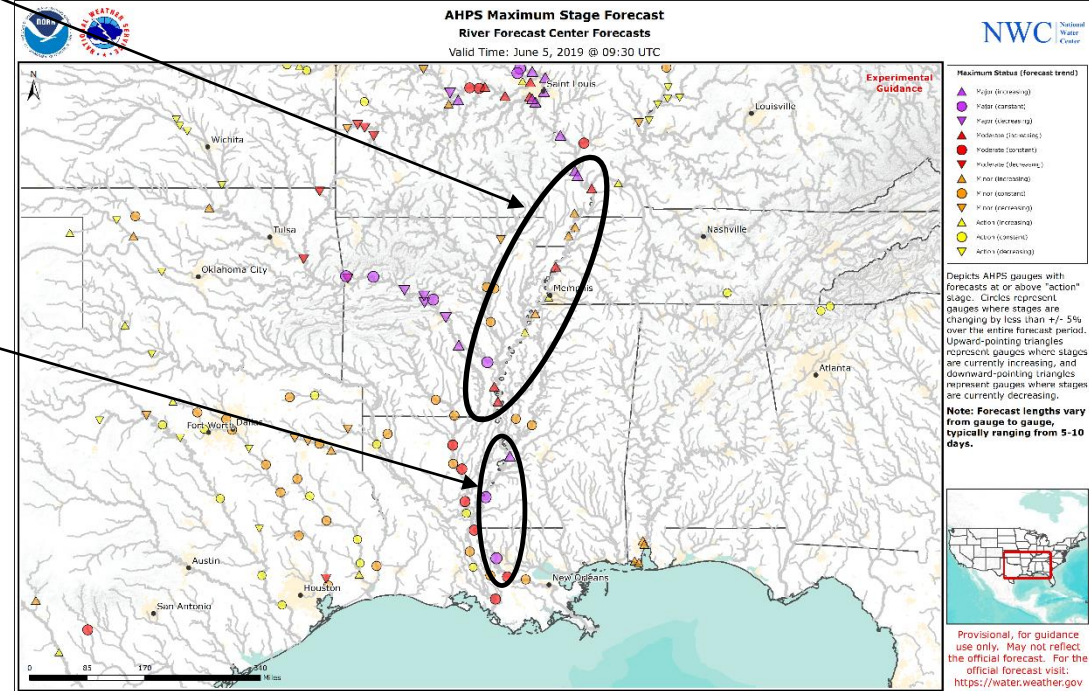 AHPS Maximum Stage Forecast
River Forecast Center Forecasts
Valid Time: June 5, 2019 @ 09:30 UTC
NOAA
NATIONAL WEATHER SERVICE
NWC
National
Water
Center
N
Experimental
Guidance
Saint Louis
Louisville
Wichita
Tulsa
Nashville
Oklahoma City
Memphis
Atlanta
Fort Worth
Dallas
Austin
Houston
New Orleans
San Antonio
0 85 170 340
Miles
Maximum Status (forecast trend)
Major (increasing)
Major (constant)
Major (decreasing)
Moderate (increasing)
Moderate (constant)
Moderate (decreasing)
Minor (increasing)
Minor (constant)
Minor (decreasing)
Action (increasing)
Action (constant)
Action (decreasing)
Depicts AHPS gauges with
forecasts at or above "action"
stage. Circles represent
gauges where stages are
changing by less than +/- 5%
over the entire forecast period.
Upward-pointing triangles
represent gauges where stages
are currently increasing, and
downward-pointing triangles
represent gauges where stages
are currently decreasing.
Note: Forecast lengths vary
from gauge to gauge,
typically ranging from 5-10
days.
Provisional, for guidance
use only. May not reflect
the official forecast. For the
official forecast visit:
https://water.weather.gov